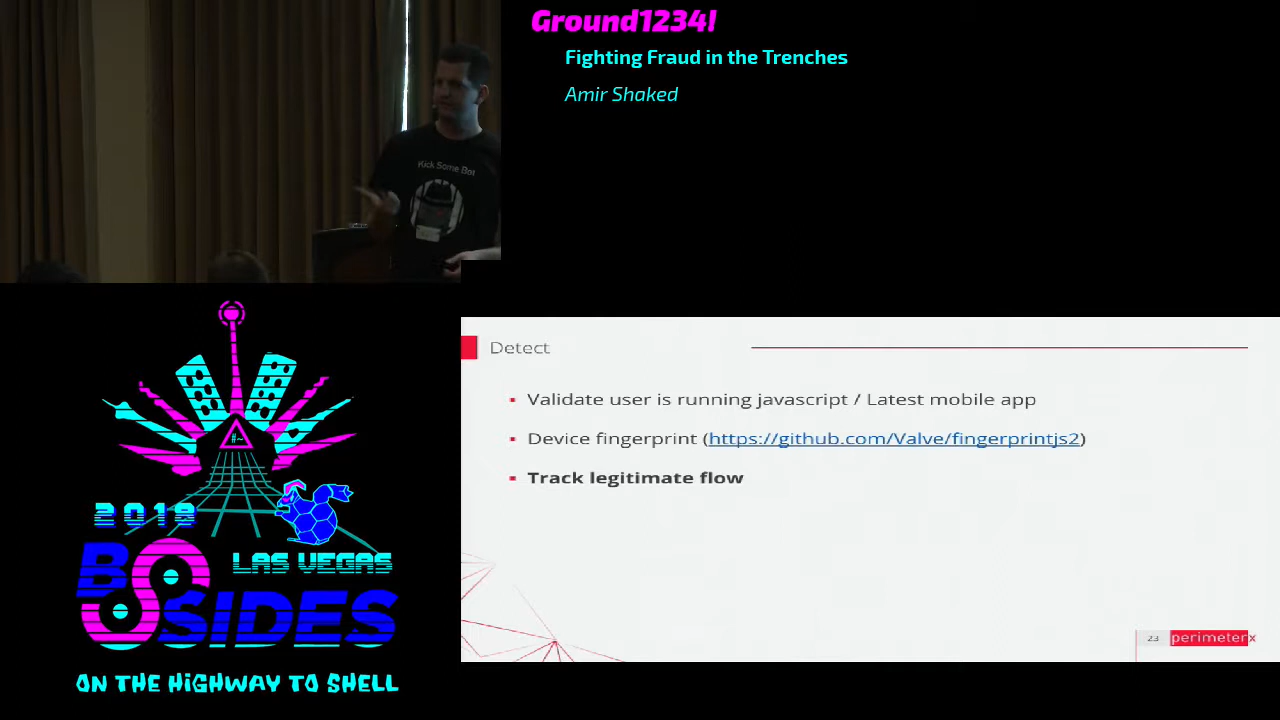 Ground1234!
Fighting Fraud in the Trenches
Amir Shaked
Kick Some Bot
#~
2018
LAS VEGAS
BSIDES
ON THE HIGHWAY TO SHELL
Detect
Validate user is running javascript / Latest mobile app
Device fingerprint (https://github.com/Valve/fingerprintjs2)
Track legitimate flow
23
perimeterx